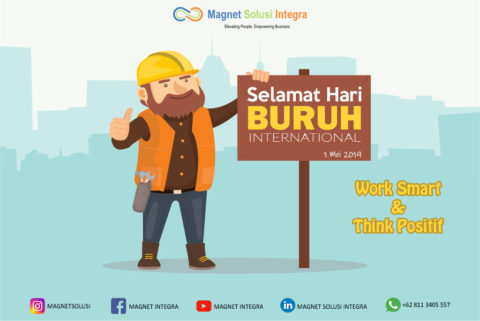 Magnet Solusi Integra
Elevating People. Empowering Business
Selamat Hari
BURUH
INTERNATIONAL
1 Mei 2019
Work Smart
&
Think Positif
MAGNETSOLUSI
MAGNET INTEGRA
MAGNET INTEGRA
MAGNET SOLUSI INTEGRA
+62 811 3405 557